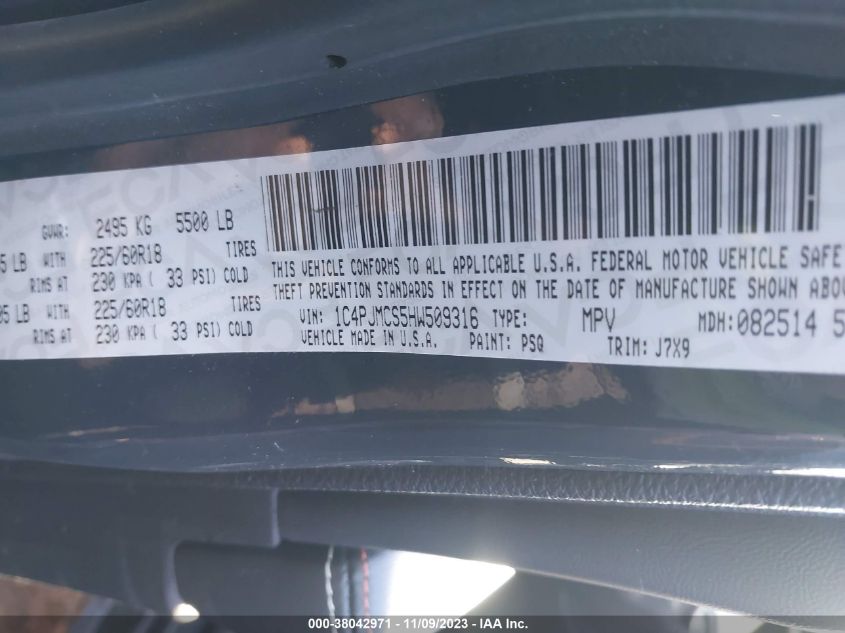 GVWR: 2495 KG 5500 LB
5 LB WITH 225/60R18 TIRES
RIMS AT 230 KPA ( 33 PSI) COLD
05 LB WITH 225/60R18 TIRES
RIMS AT 230 KPA ( 33 PSI) COLD
THIS VEHICLE CONFORMS TO ALL APPLICABLE U.S.A. FEDERAL MOTOR VEHICLE SAFE
THEFT PREVENTION STANDARDS IN EFFECT ON THE DATE OF MANUFACTURE SHOWN ABO
VIN: 1C4PJMCS5HW509316 TYPE: MPV MDH: 082514 5
VEHICLE MADE IN U.S.A. PAINT: PSQ TRIM: J7X9
000-38042971 - 11/09/2023 - IAA Inc.